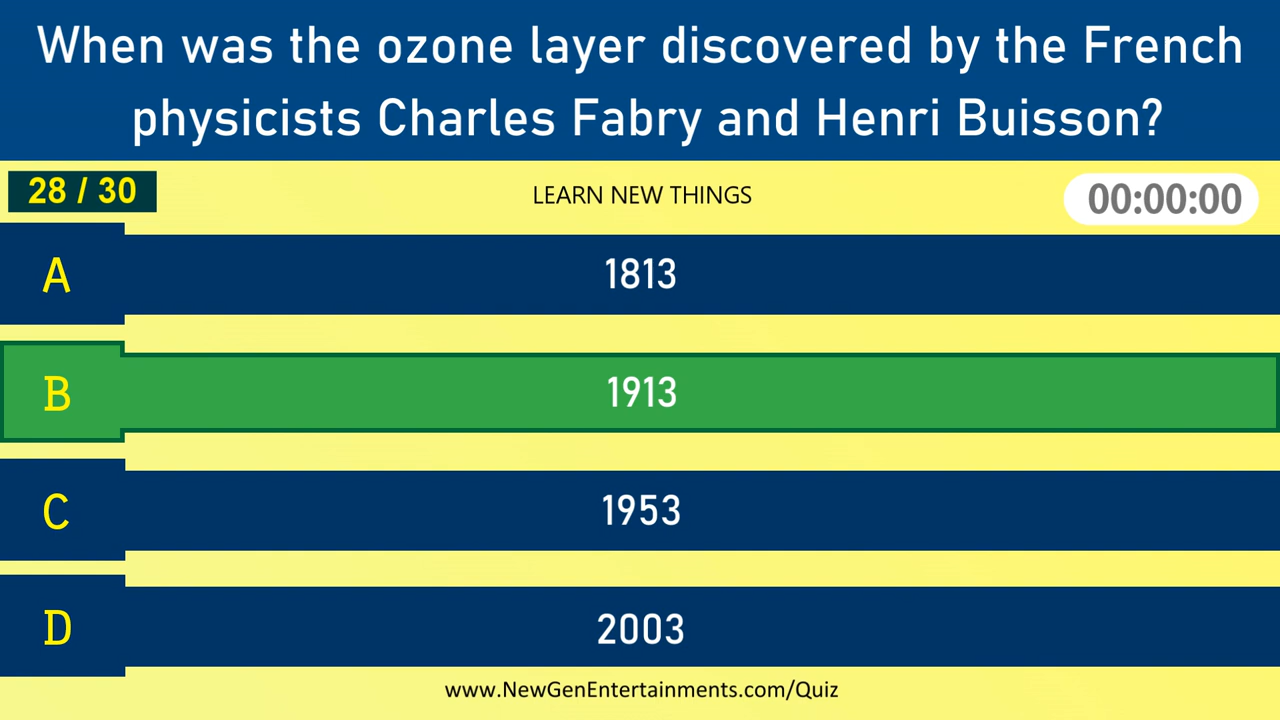 When was the ozone layer discovered by the French
physicists Charles Fabry and Henri Buisson?
28 / 30
LEARN NEW THINGS
00:00:00
A
1813
B
1913
C
1953
D
2003
www.NewGenEntertainments.com/Quiz